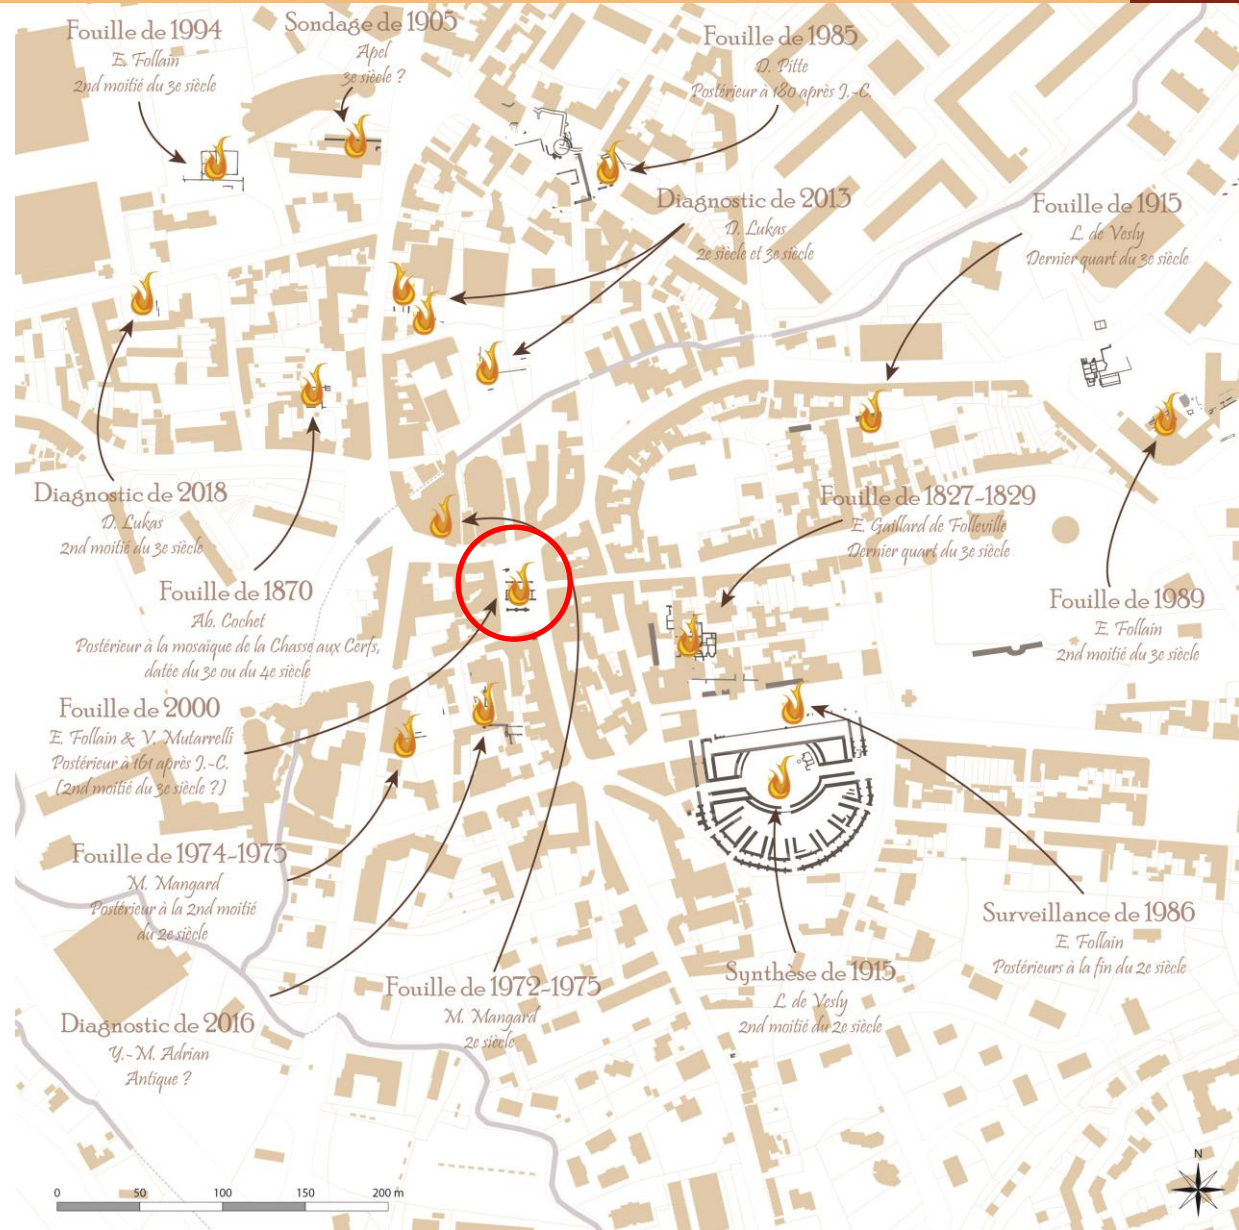 Fouille de 1994
E. Follain
2nd moitié du 3e siècle
Sondage de 1905
Apel
3e siècle ?
Fouille de 1985
D. Pitte
Postérieur à 180 après J.-C.
Diagnostic de 2013
D. Lukas
2e siècle et 3e siècle
Fouille de 1915
L. de Vesly
Dernier quart du 3e siècle
Diagnostic de 2018
D. Lukas
2nd moitié du 3e siècle
Fouille de 1827-1829
E. Gaillard de Folleville
Dernier quart du 3e siècle
Fouille de 1870
Ab. Cochet
Postérieur à la mosaïque de la Chasse aux Cerfs,
datée du 3e ou du 4e siècle
Fouille de 1989
E. Follain
2nd moitié du 3e siècle
Fouille de 2000
E. Follain & V. Mutarrelli
Postérieur à 161 après J.-C.
(2nd moitié du 3e siècle ?)
Fouille de 1974-1975
M. Mangard
Postérieur à la 2nd moitié
du 2e siècle
Surveillance de 1986
E. Follain
Postérieurs à la fin du 2e siècle
Fouille de 1972-1975
M. Mangard
2e siècle
Synthèse de 1915
L. de Vesly
2nd moitié du 2e siècle
Diagnostic de 2016
Y.-M. Adrian
Antique ?
N
0 50 100 150 200 m